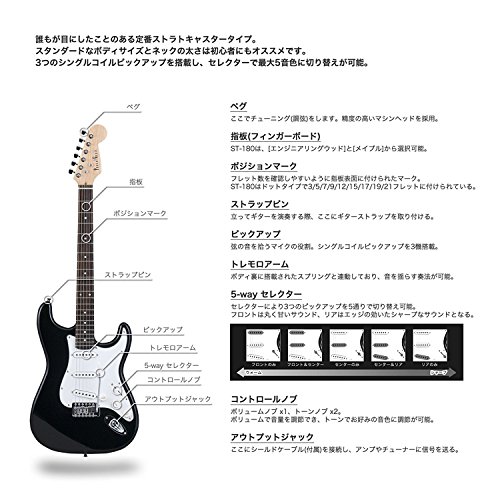 誰もが目にしたことのある定番ストラトキャスタータイプ。
スタンダードなボディサイズとネックの太さは初心者にもオススメです。
3つのシングルコイルピックアップを搭載し、セレクターで最大5音色に切り替えが可能。
ペグ
指板
ポジションマーク
ストラップピン
ピックアップ
トレモロアーム
5-way セレクター
コントロールノブ
アウトプットジャック
ペグ
ここでチューニング(調弦)をします。精度の高いマシンヘッドを採用。
指板(フィンガーボード)
ST-180は、[エンジニアリングウッド]と[メイプル]から選択可能。
ポジションマーク
フレット数を確認しやすいように指板表面に付けられたマーク。
ST-180はドットタイプで3/5/7/9/12/15/17/19/21フレットに付けられている。
ストラップピン
立ってギターを演奏する際、ここにギターストラップを取り付ける。
ピックアップ
弦の音を拾うマイクの役割。シングルコイルピックアップを3機搭載。
トレモロアーム
ボディ裏に搭載されたスプリングと連動しており、音を揺らす奏法が可能。
5-way セレクター
セレクターにより3つのピックアップを5通りで切り替え可能。
フロントは丸く甘いサウンド、リアはエッジの効いたシャープなサウンドとなる。
フロントのみ
フロント&センター
センターのみ
センター&リア
リアのみ
ウォーム
シャープ
コントロールノブ
ボリュームノブ x1、トーンノブ x2。
ボリュームで音量を調節でき、トーンでお好みの音色に調節が可能。
アウトプットジャック
ここにシールドケーブル(付属)を接続し、アンプやチューナーに信号を送る。